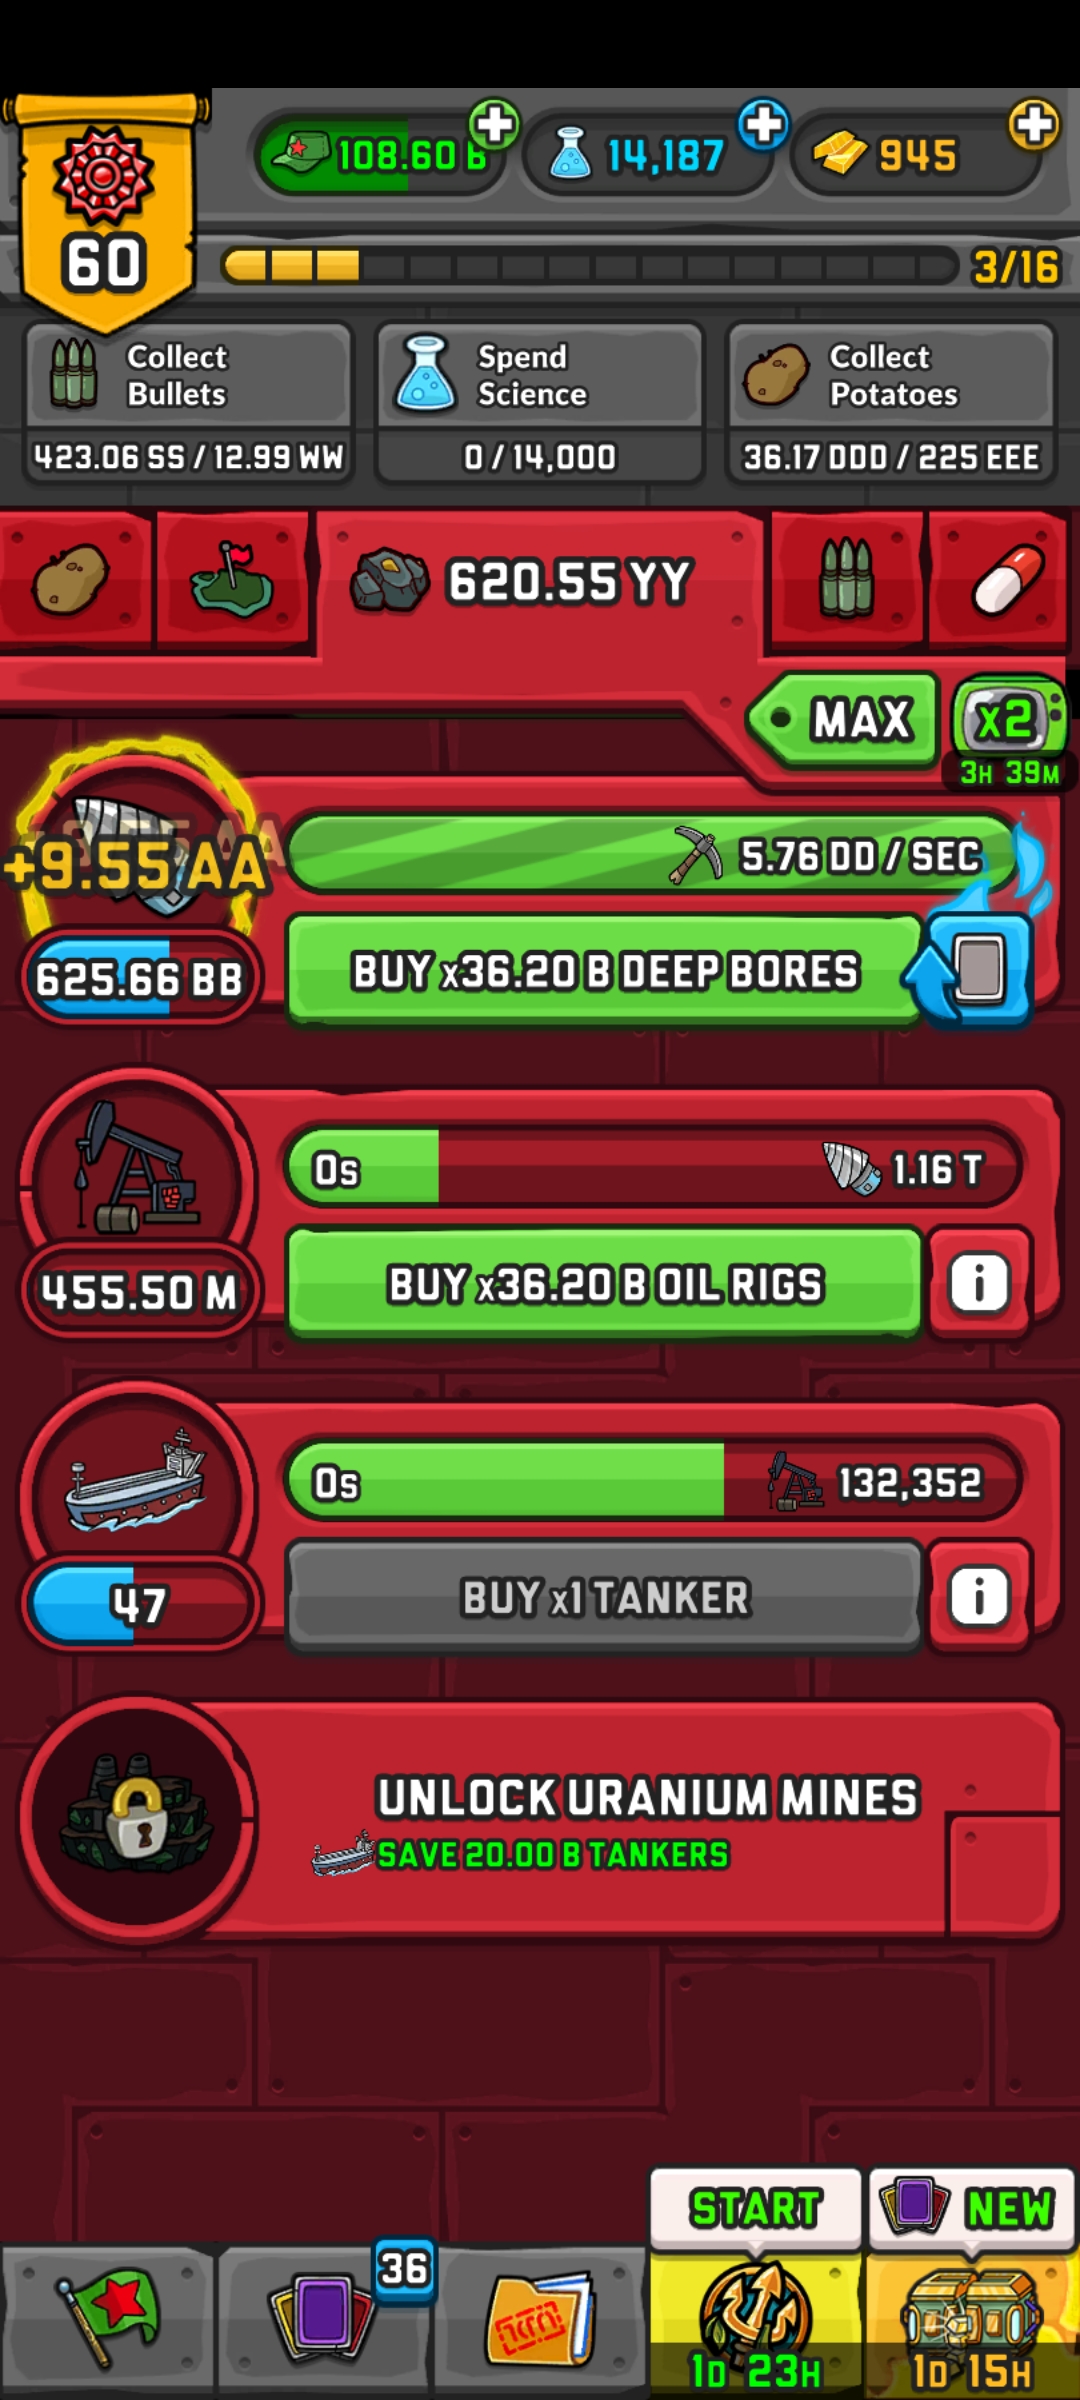 60
108.60 B
14,187
945
3/16
Collect
Bullets
423.06 SS / 12.99 WW
Spend
Science
0 / 14,000
Collect
Potatoes
36.17 DDD / 225 EEE
620.55 YY
MAX
x2
3H 39M
+9.55 AA
5.76 DD / SEC
625.66 BB
BUY x36.20 B DEEP BORES
0s
1.16 T
455.50 M
BUY x36.20 B OIL RIGS
i
0s
132,352
47
BUY x1 TANKER
i
UNLOCK URANIUM MINES
SAVE 20.00 B TANKERS
START
NEW
36
1D 23H
1D 15H